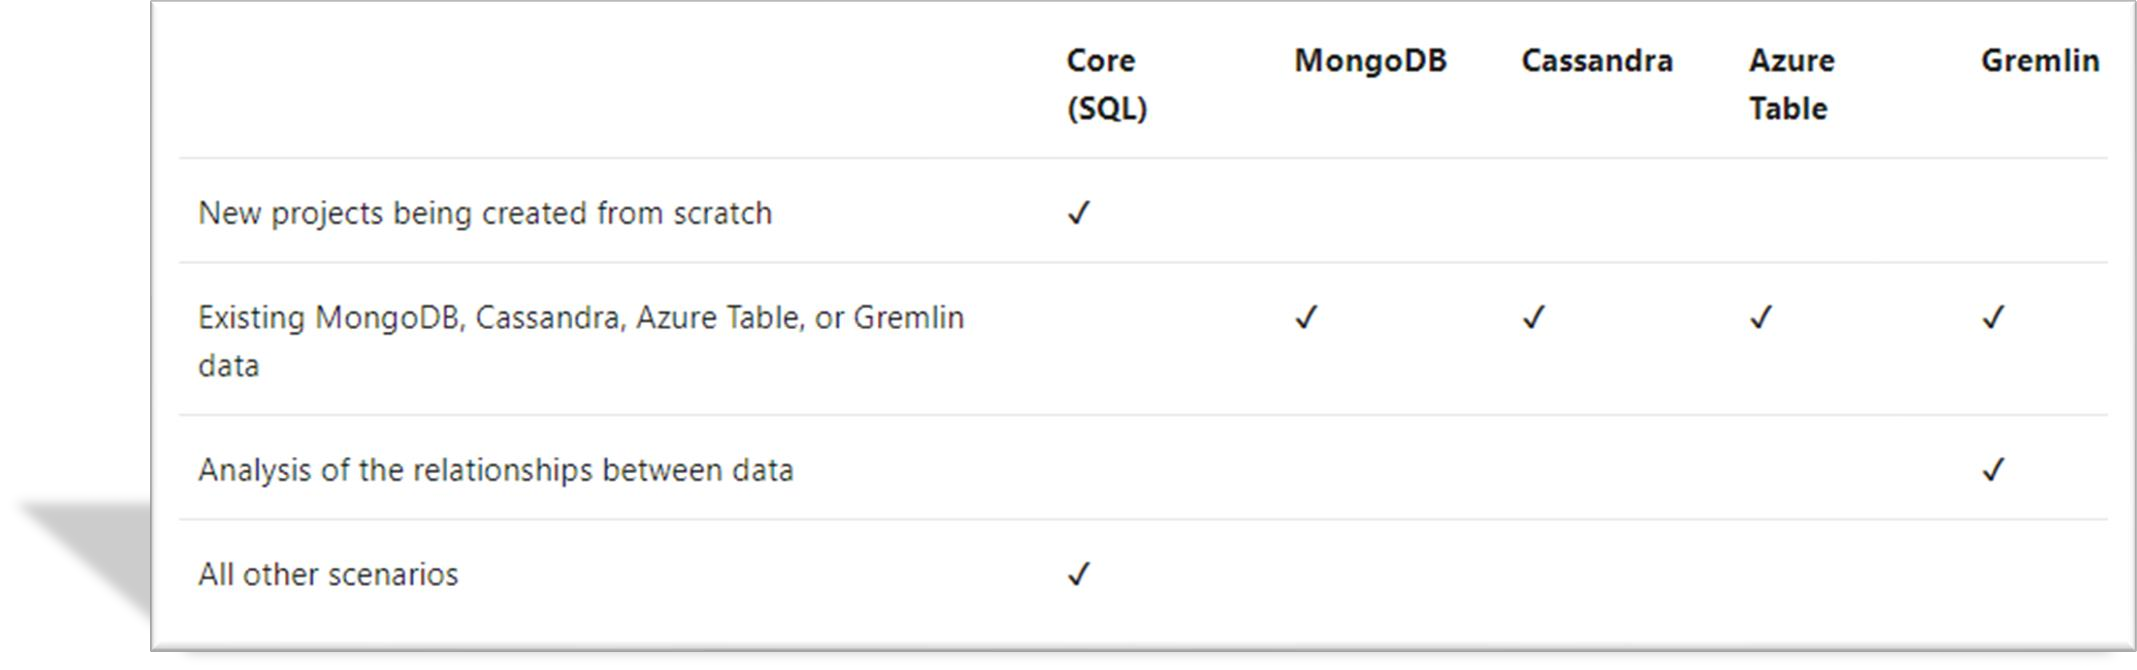 Core MongoDB Cassandra Azure Gremlin
(SQL) Table
New projects being created from scratch ✓
Existing MongoDB, Cassandra, Azure Table, or Gremlin ✓ ✓ ✓ ✓
data
Analysis of the relationships between data ✓
All other scenarios ✓